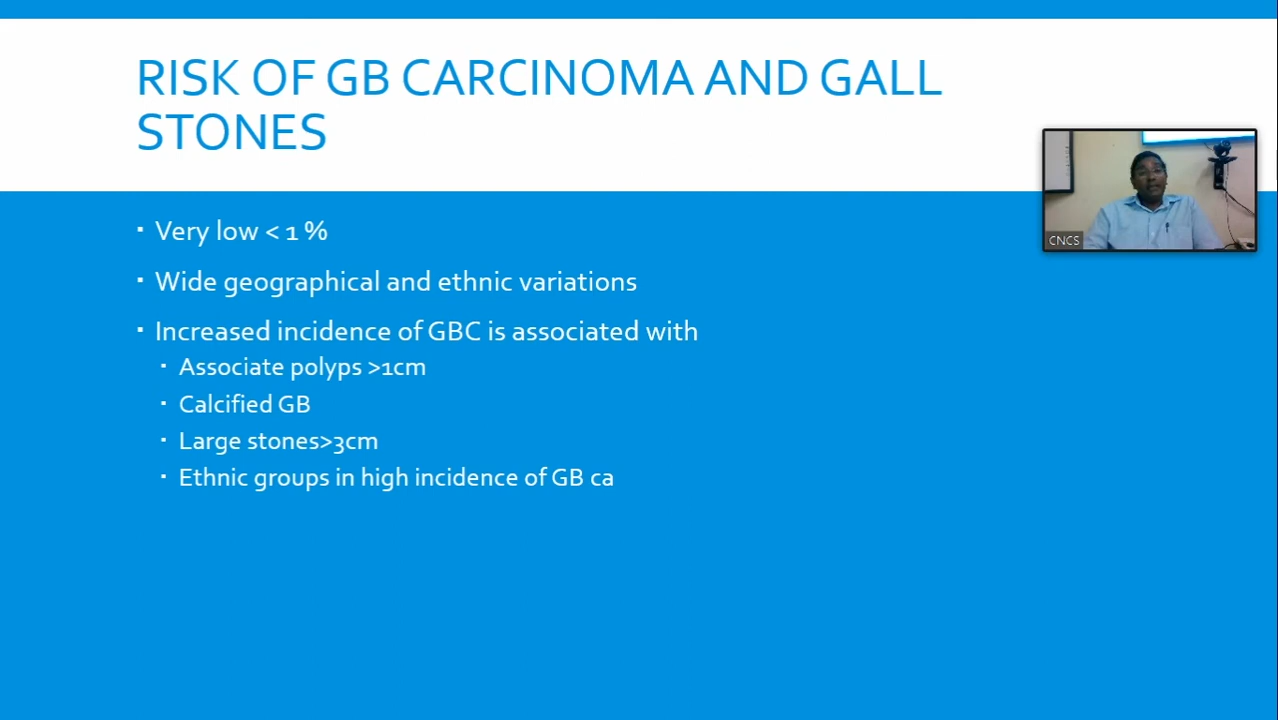 RISK OF GB CARCINOMA AND GALL
STONES
▪ Very low < 1 %
▪ Wide geographical and ethnic variations
▪ Increased incidence of GBC is associated with
▪ Associate polyps >1cm
▪ Calcified GB
▪ Large stones>3cm
▪ Ethnic groups in high incidence of GB ca
CNCS